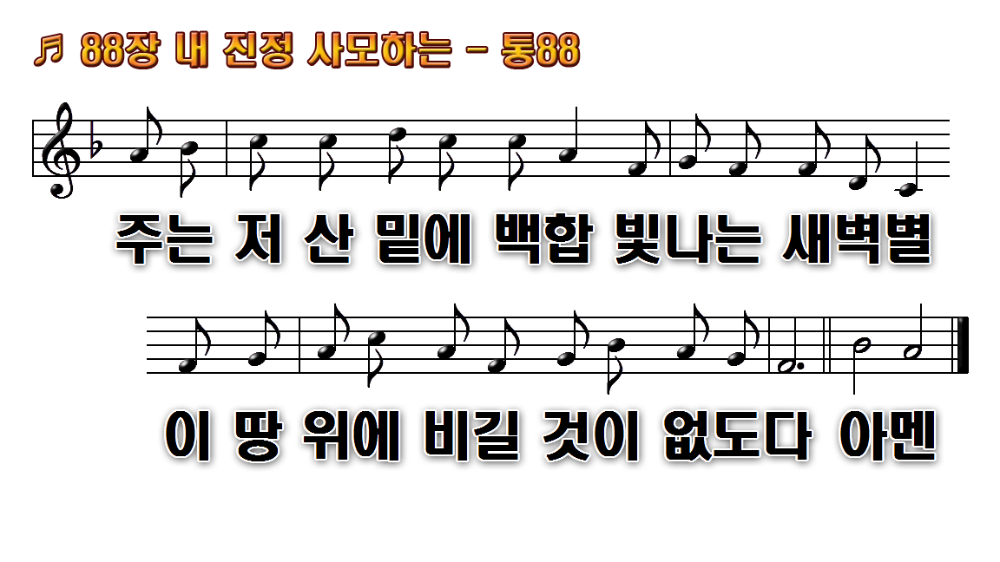 ♬ 88장 내 진정 사모하는 - 통88
주는 저 산 밑에 백합 빛나는 새벽별
이 땅 위에 비길 것이 없도다 아멘